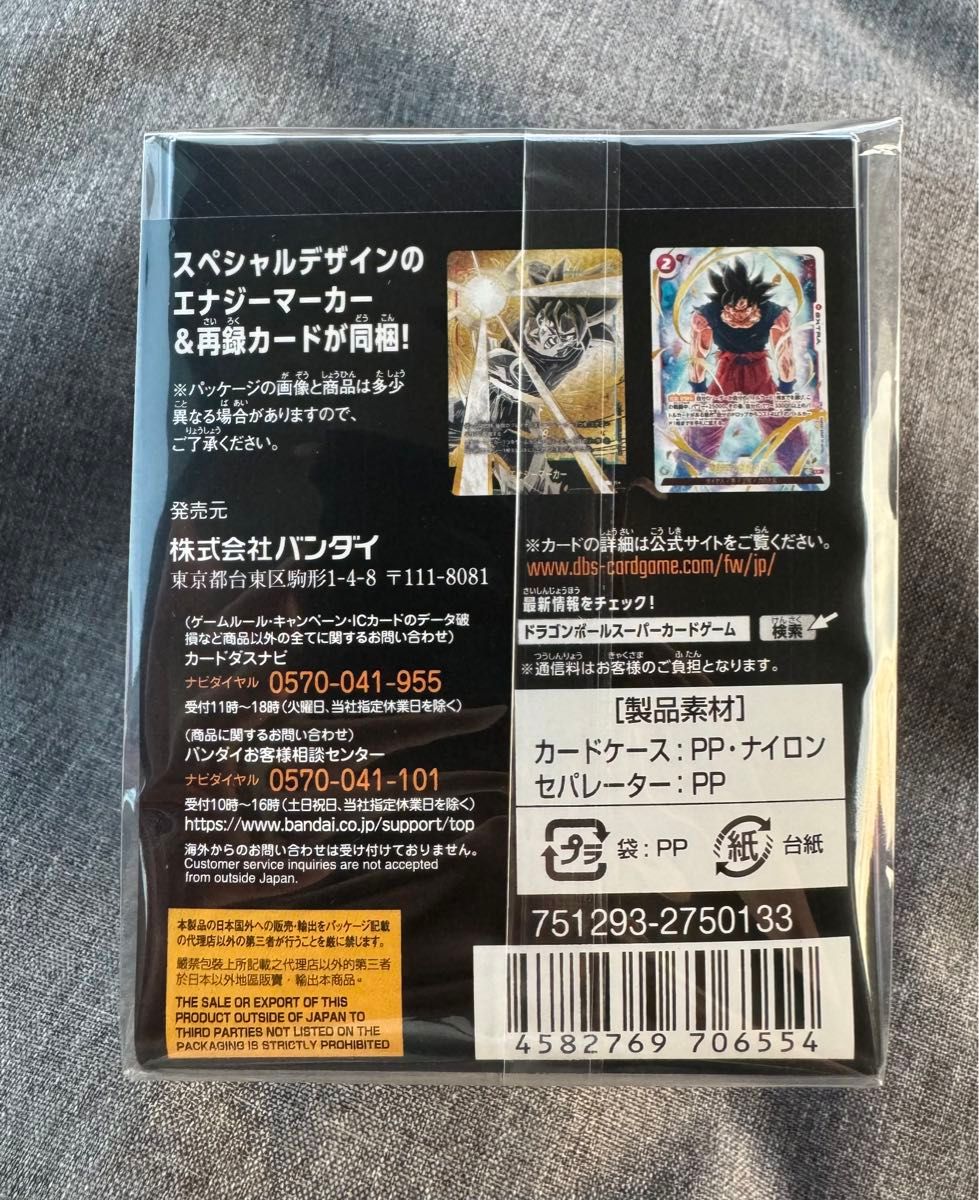 スペシャルデザインの
エナジーマーカー
&再録カードが同梱!
※パッケージの画像と商品は多少
異なる場合がありますので、
ご了承ください。
発売元
株式会社バンダイ
東京都台東区駒形1-4-8 〒111-8081
(ゲームルール・キャンペーン・ICカードのデータ破
損など商品以外の全てに関するお問い合わせ)
カードダスナビ
ナビダイヤル 0570-041-955
受付11時〜18時(火曜日、当社指定休業日を除く)
(商品に関するお問い合わせ)
バンダイお客様相談センター
ナビダイヤル 0570-041-101
受付10時〜16時(土日祝日、当社指定休業日を除く)
https://www.bandai.co.jp/support/top
海外からのお問い合わせは受け付けておりません。
Customer service inquiries are not accepted
from outside Japan.
本製品の日本国外への販売・輸出をパッケージ記載
の代理店以外の第三者が行うことを厳に禁じます。
嚴禁包裝上所記載之代理店以外的第三者
於日本以外地區販賣・輸出本商品。
THE SALE OR EXPORT OF THIS
PRODUCT OUTSIDE OF JAPAN TO
THIRD PARTIES NOT LISTED ON THE
PACKAGING IS STRICTLY PROHIBITED
エナジーマーカー
2
EXTRA
※カードの詳細は公式サイトをご覧ください。
www.dbs-cardgame.com/fw/jp/
最新情報をチェック!
ドラゴンボールスーパーカードゲーム 検索
※通信料はお客様のご負担となります。
[製品素材]
カードケース:PP・ナイロン
セパレーター:PP
プラ 袋:PP 紙 台紙
751293-2750133
4582769 706554